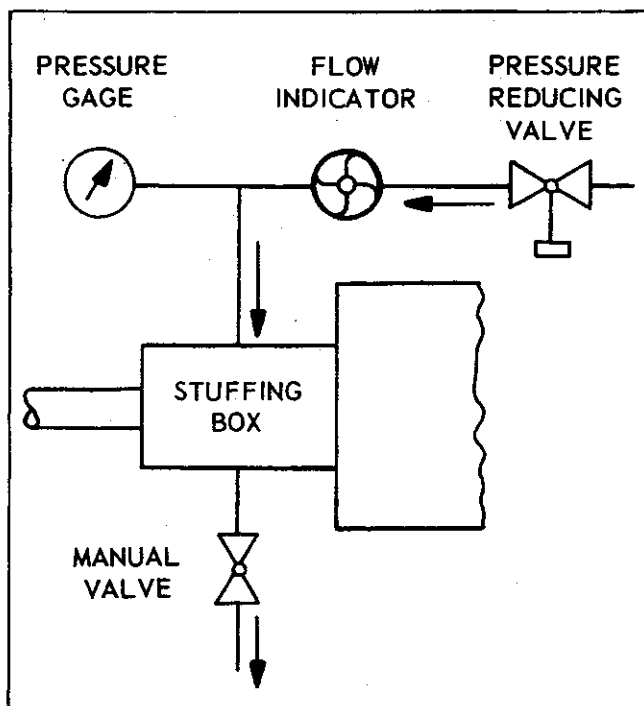 PRESSURE
GAGE
FLOW
INDICATOR
PRESSURE
REDUCING
VALVE
STUFFING
BOX
MANUAL
VALVE